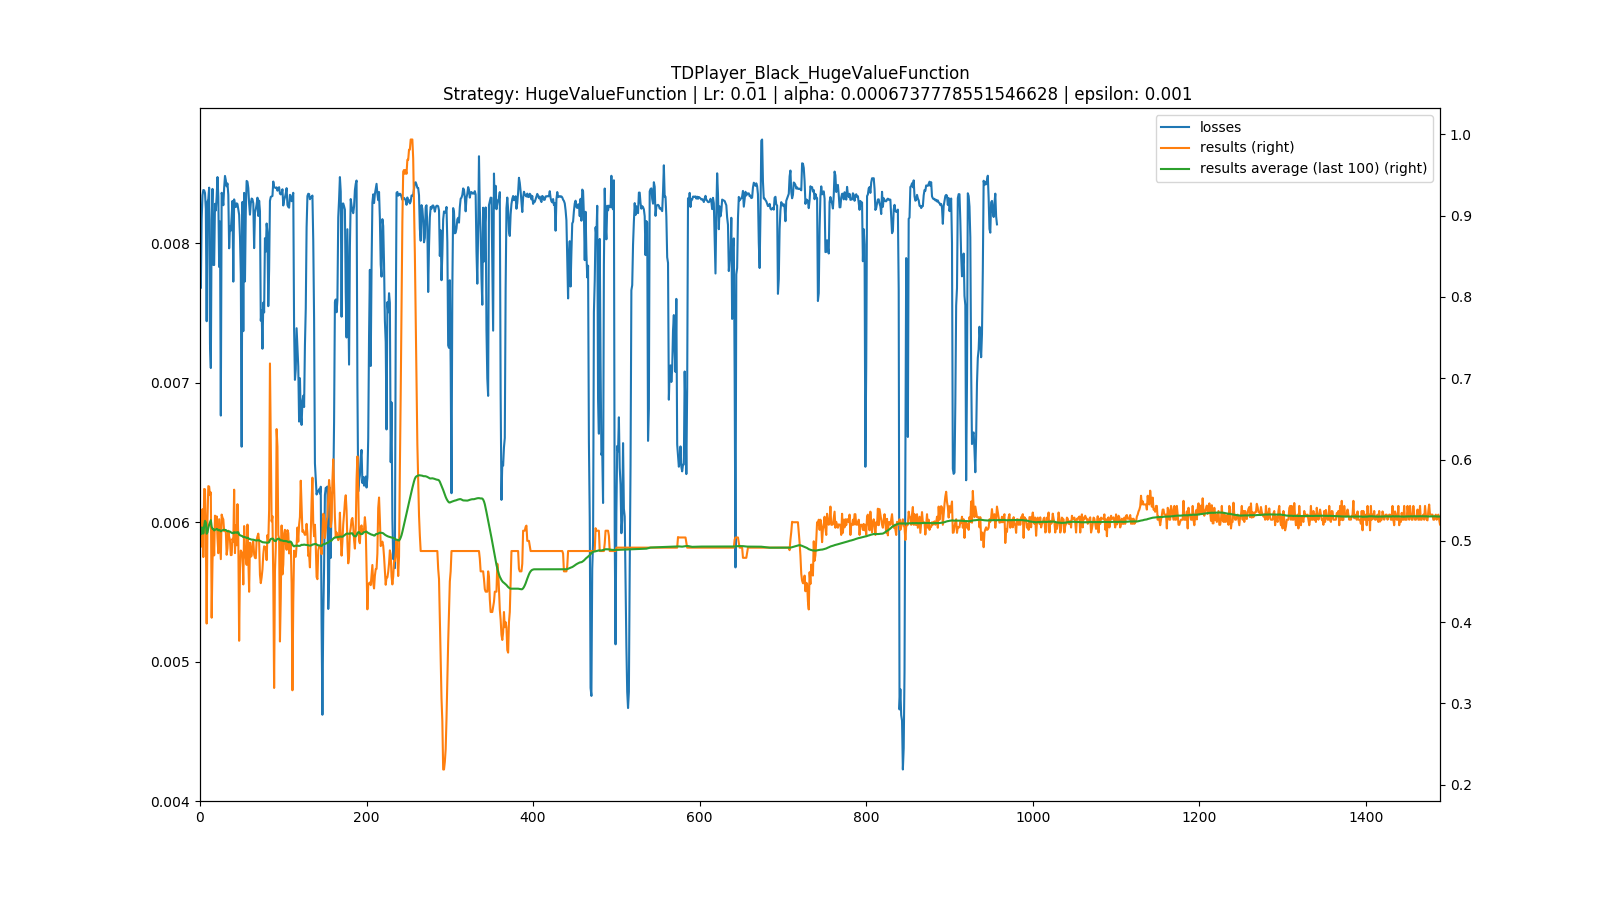 TDPlayer_Black_HugeValueFunction
Strategy: HugeValueFunction | Lr: 0.01 | alpha: 0.0006737778551546628 | epsilon: 0.001
losses
results (right)
results average (last 100) (right)
0.008
0.007
0.006
0.005
0.004
1.0
0.9
0.8
0.7
0.6
0.5
0.4
0.3
0.2
0 200 400 600 800 1000 1200 1400